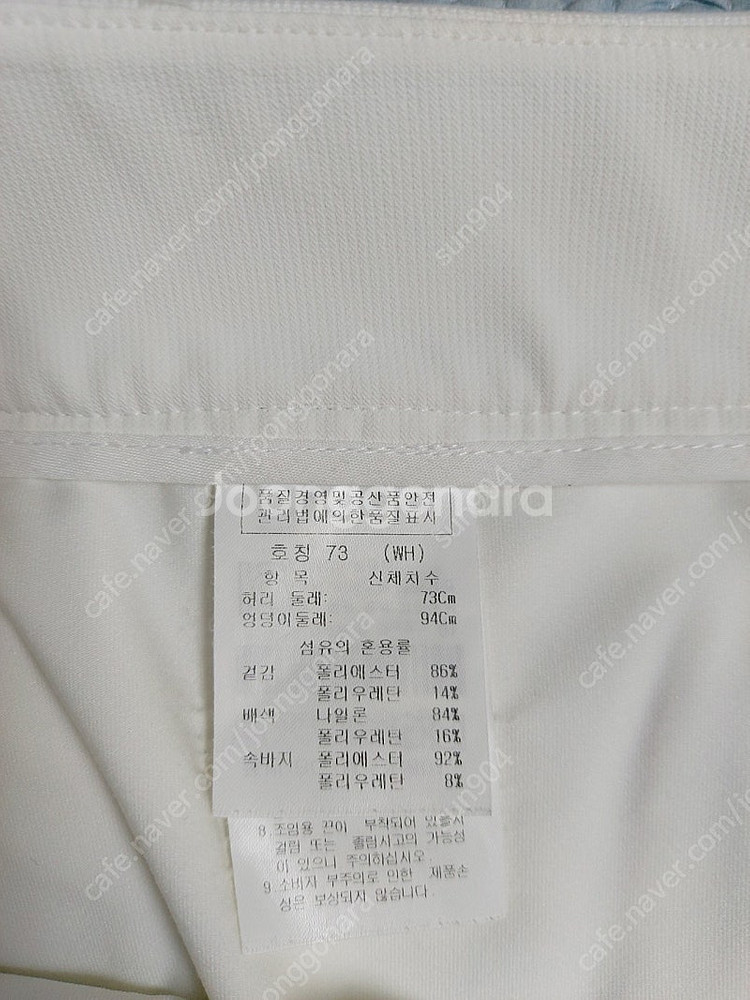 품질경영및공산품안전
관리법에의한품질표시
호칭 73 (WH)
항 목 신체치수
허리 둘레: 73Cm
엉덩이둘레: 94Cm
섬유의 혼용률
겉감 폴리에스터 86%
폴리우레탄 14%
배색 나일론 84%
폴리우레탄 16%
속바지 폴리에스터 92%
폴리우레탄 8%
8.조임용 끈이 부착되어 있을시
걸림 또는 졸림사고의 가능성
이 있으니 주의하십시오.
9.소비자 부주의로 인한 제품손
상은 보상되지 않습니다.
Joonggonara
cafe.naver.com/joonggonara
sun904